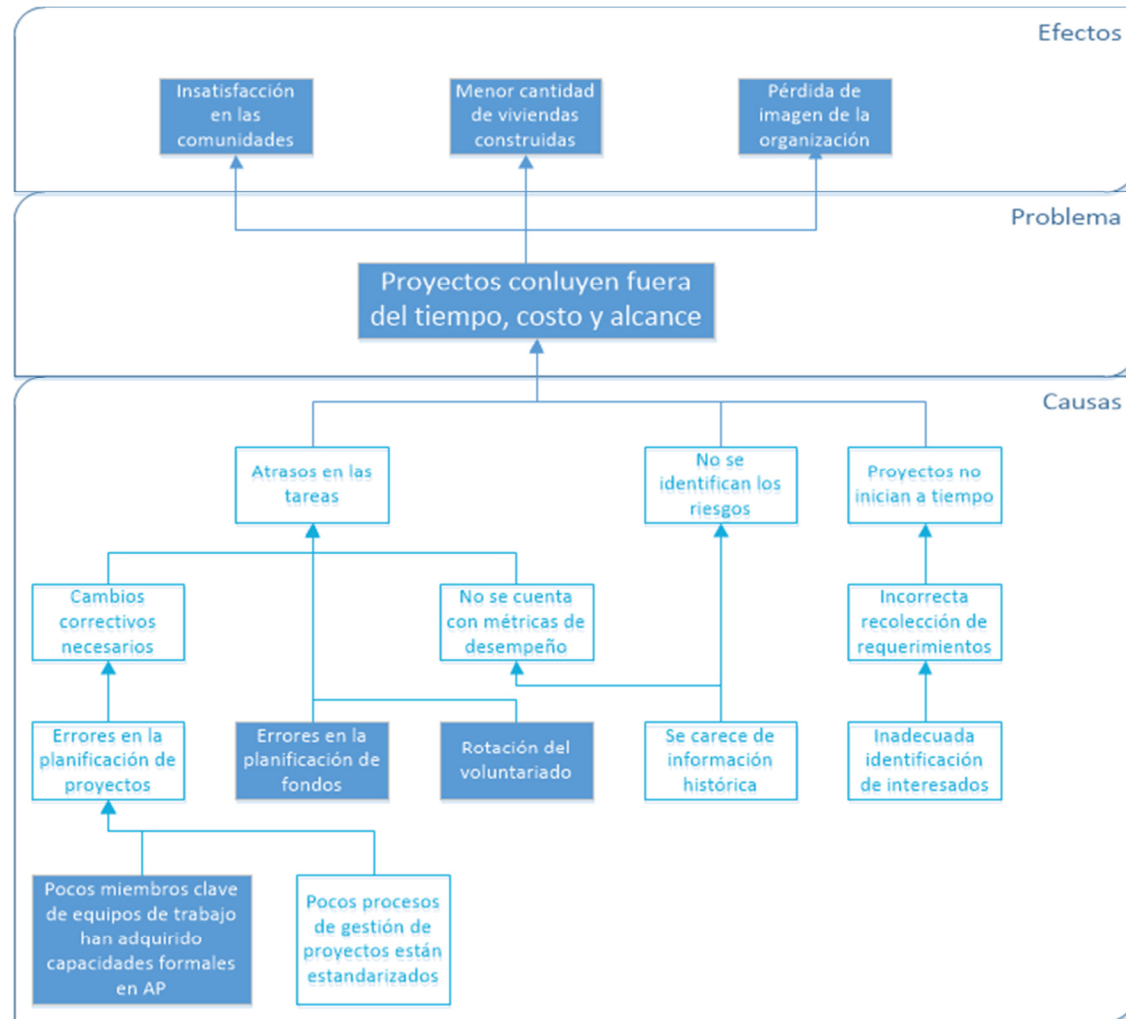 Efectos
Insatisfacción
en las
comunidades
Menor cantidad
de viviendas
construidas
Pérdida de
imagen de la
organización
Problema
Proyectos conluyen fuera
del tiempo, costo y alcance
Causas
Atrasos en las
tareas
No se
identifican los
riesgos
Proyectos no
inician a tiempo
Cambios
correctivos
necesarios
No se cuenta
con métricas de
desempeño
Incorrecta
recolección de
requerimientos
Errores en la
planificación de
proyectos
Errores en la
planificación de
fondos
Rotación del
voluntariado
Se carece de
información
histórica
Inadecuada
identificación
de interesados
Pocos miembros clave
de equipos de trabajo
han adquirido
capacidades formales
en AP
Pocos procesos
de gestión de
proyectos están
estandarizados